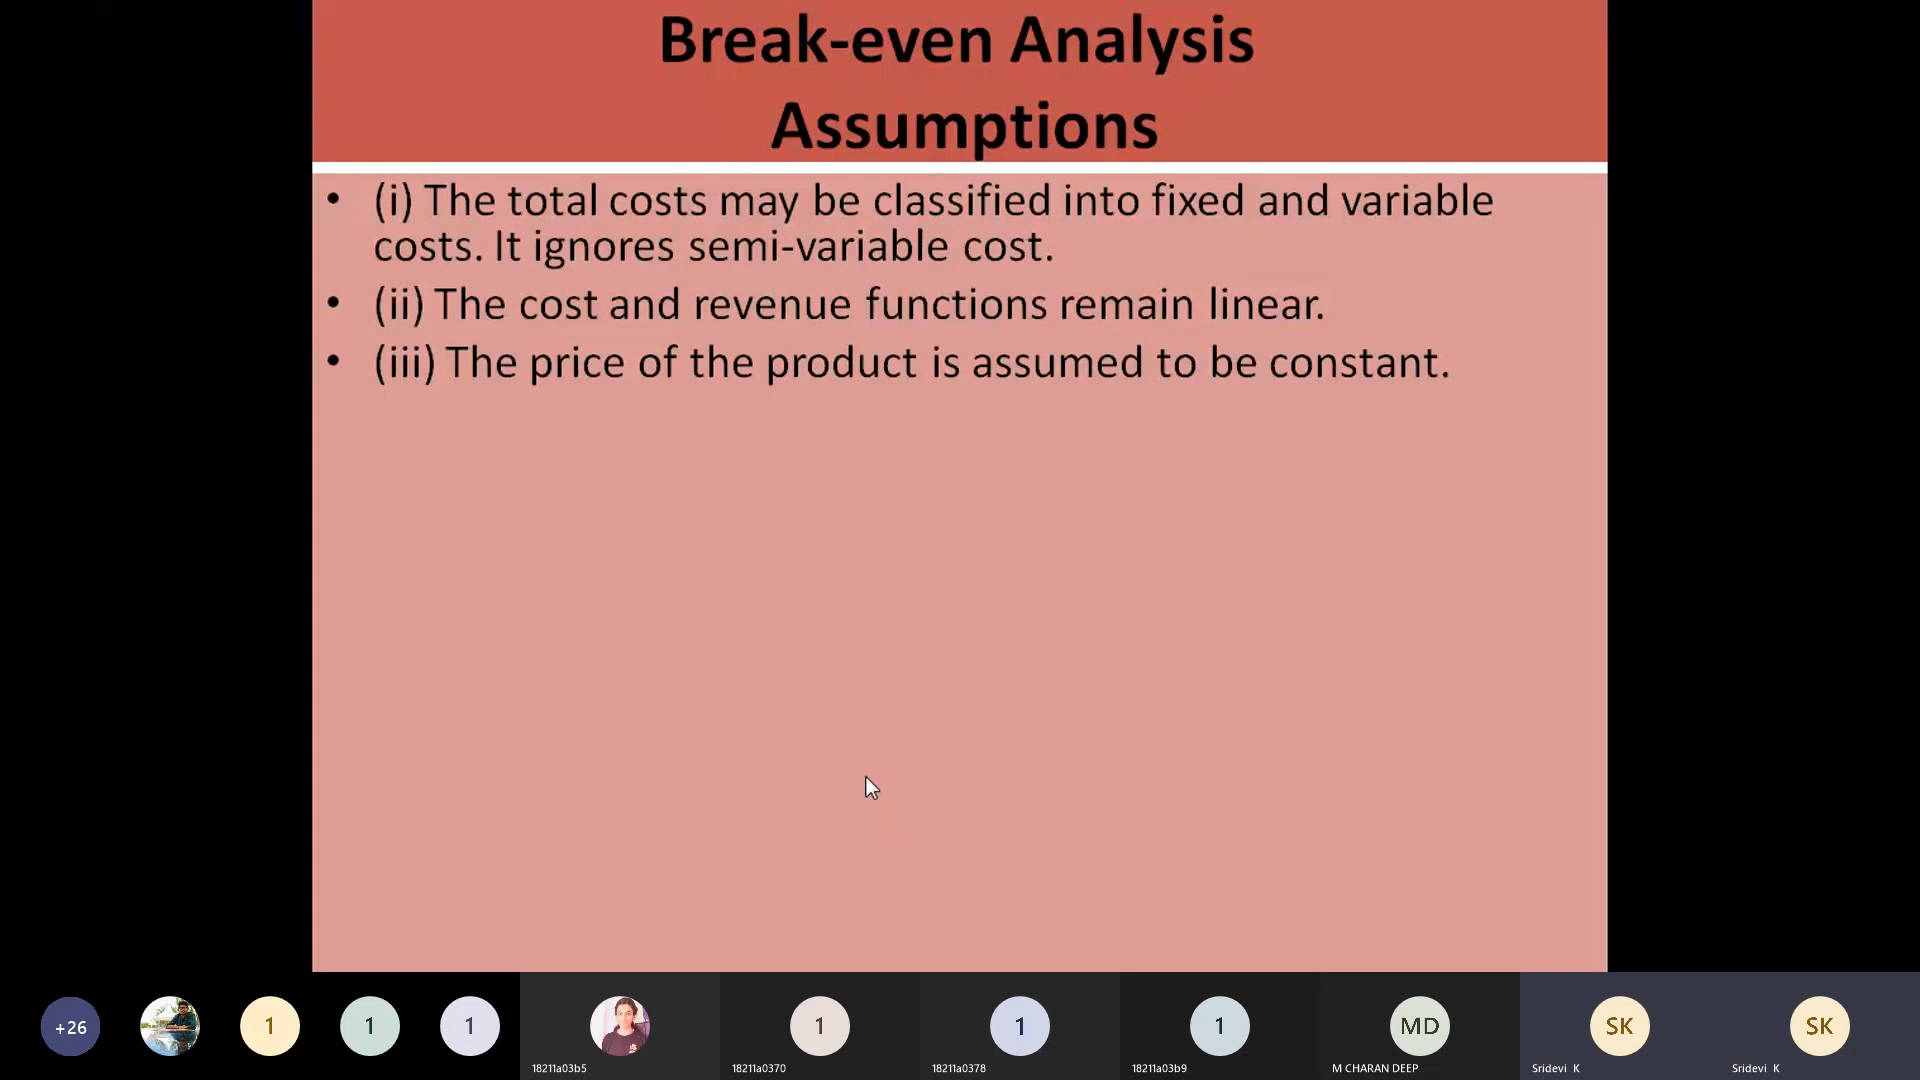 Break-even Analysis
Assumptions
• (i) The total costs may be classified into fixed and variable
costs. It ignores semi-variable cost.
• (ii) The cost and revenue functions remain linear.
• (iii) The price of the product is assumed to be constant.
+26
1
1
1
1
1
1
MD
SK
SK
18211a03b5
18211a0370
18211a0378
18211a03b9
M CHARAN DEEP
Sridevi K
Sridevi K